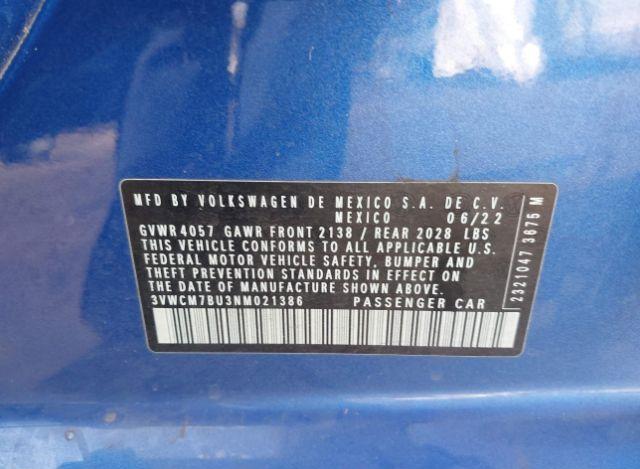 MFD BY VOLKSWAGEN DE MEXICO S.A. DE C.V.
MEXICO 06/22
GVWR 4057 GAWR FRONT 2138 / REAR 2028 LBS
THIS VEHICLE CONFORMS TO ALL APPLICABLE U.S.
FEDERAL MOTOR VEHICLE SAFETY, BUMPER AND
THEFT PREVENTION STANDARDS IN EFFECT ON
THE DATE OF MANUFACTURE SHOWN ABOVE.
3VWCM7BU3NM021386 PASSENGER CAR
2321047 3675 M